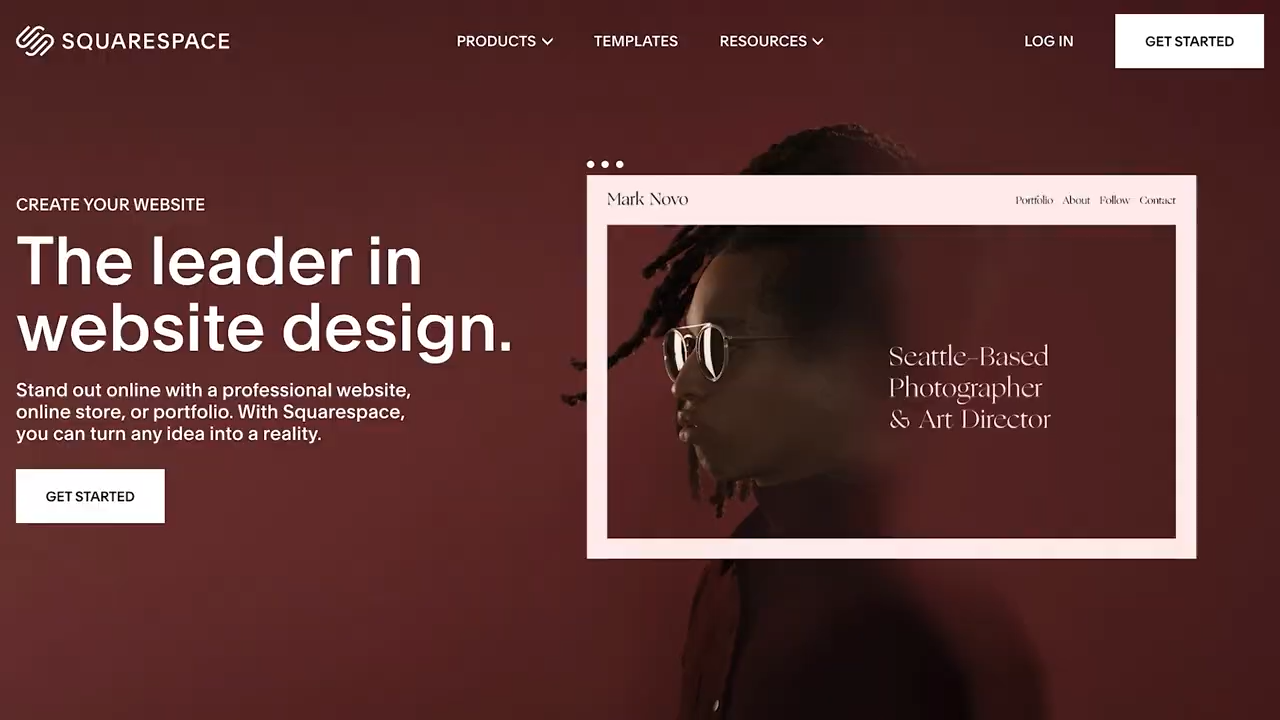 SQUARESPACE
PRODUCTS
TEMPLATES
RESOURCES
LOG IN
GET STARTED
CREATE YOUR WEBSITE
The leader in
website design.
Stand out online with a professional website,
online store, or portfolio. With Squarespace,
you can turn any idea into a reality.
GET STARTED
Mark Novo
Portfolio
About
Follow
Contact
Seattle-Based
Photographer
& Art Director